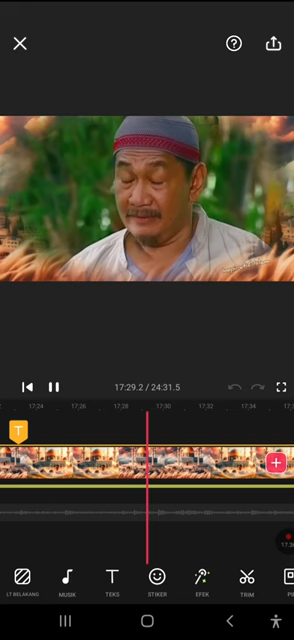 17:29.2 / 24:31.5
17:24 17:26 17:28 17:30 17:32 17:34
T
LT BELAKANG MUSIK TEKS STIKER EFEK TRIM